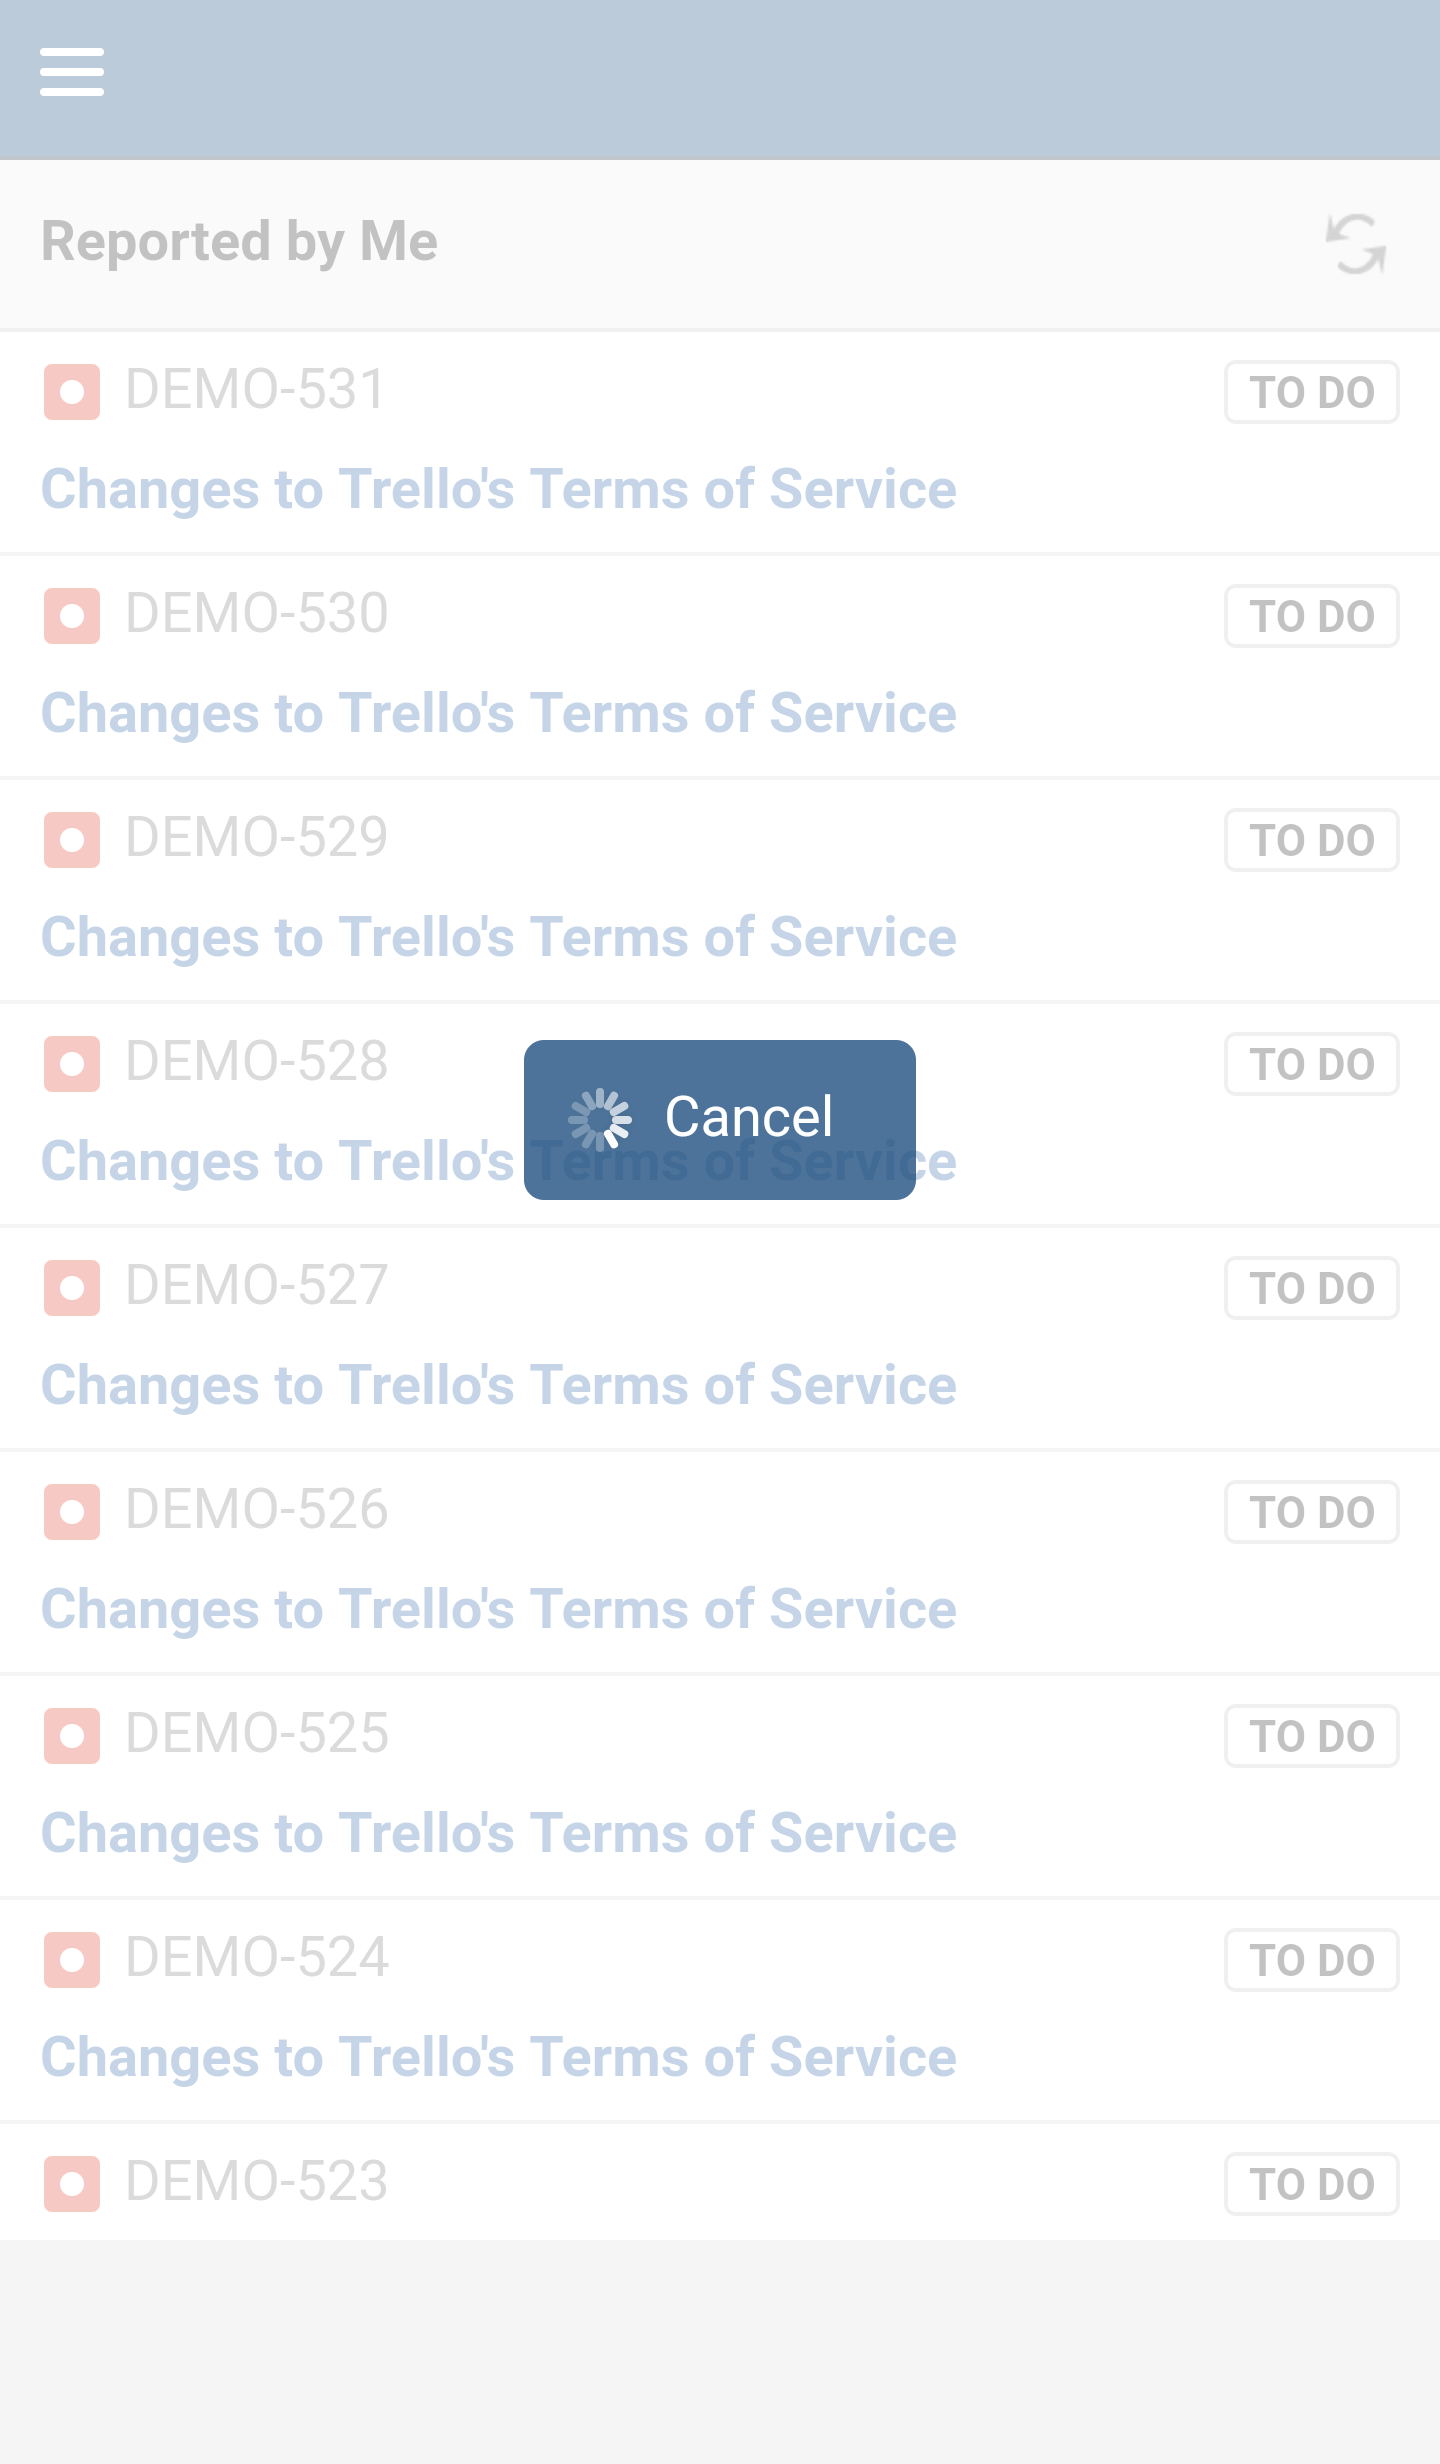 Reported by Me
DEMO-531 TO DO
Changes to Trello's Terms of Service
DEMO-530 TO DO
Changes to Trello's Terms of Service
DEMO-529 TO DO
Changes to Trello's Terms of Service
DEMO-528 TO DO
Cancel
Changes to Trello's Terms of Service
DEMO-527 TO DO
Changes to Trello's Terms of Service
DEMO-526 TO DO
Changes to Trello's Terms of Service
DEMO-525 TO DO
Changes to Trello's Terms of Service
DEMO-524 TO DO
Changes to Trello's Terms of Service
DEMO-523 TO DO